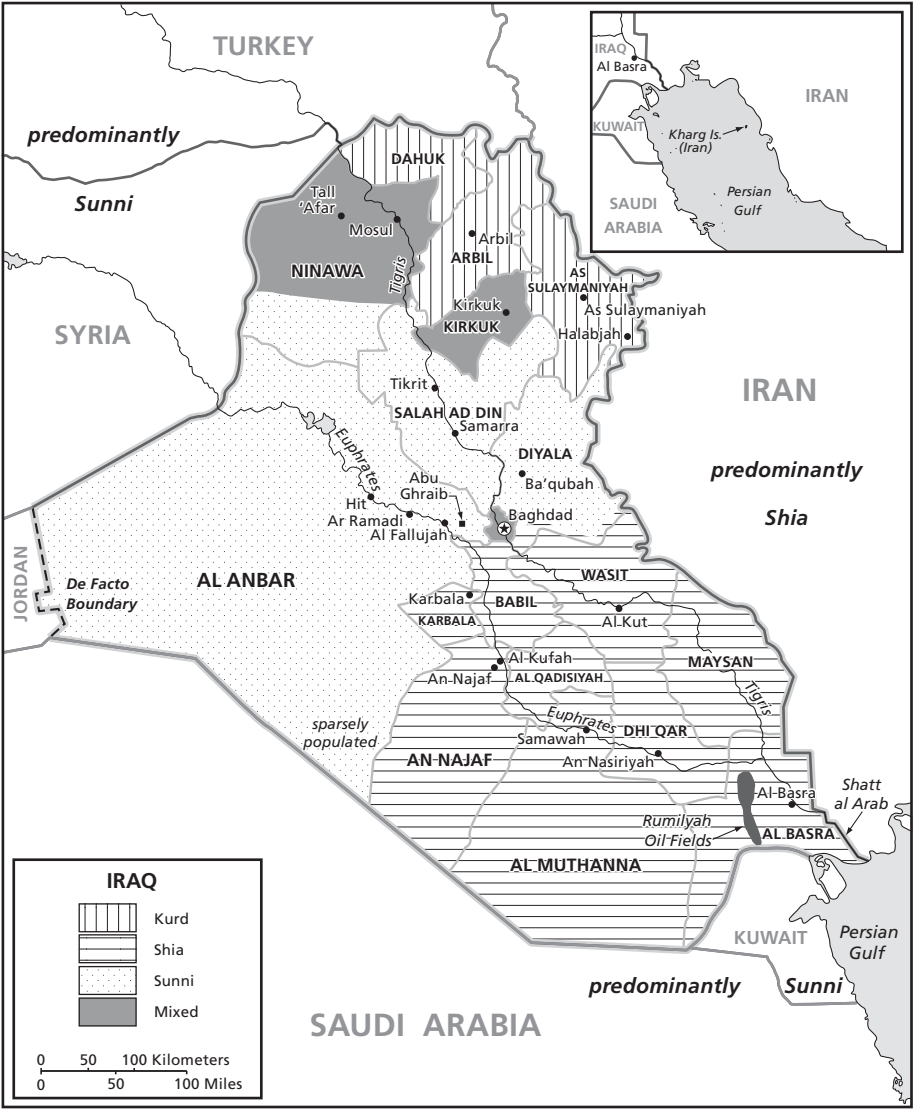 TURKEY
predominantly
Sunni
SYRIA
IRAN
predominantly
Shia
JORDAN
De Facto
Boundary
SAUDI ARABIA
predominantly
Sunni
KUWAIT
Persian
Gulf
DAHUK
Tall
'Afar
Mosul
NINAWA
Tigris
Arbil
ARBIL
AS
SULAYMANIYAH
As Sulaymaniyah
Halabjah
Kirkuk
KIRKUK
Tikrit
SALAH AD DIN
Samarra
DIYALA
Ba'qubah
Euphrates
Abu
Ghraib
Hit
Ar Ramadi
Al Fallujah
Baghdad
AL ANBAR
WASIT
Karbala
KARBALA
BABIL
Al Kut
Al Kufah
An Najaf
AL QADISIYAH
MAYSAN
Tigris
sparsely
populated
Euphrates
Samawah
DHI QAR
AN NAJAF
An Nasiriyah
Al Basra
Shatt
al Arab
Rumilyah
Oil Fields
AL BASRA
AL MUTHANNA
IRAQ
Al Basra
IRAN
KUWAIT
Kharg Is.
(Iran)
SAUDI
ARABIA
Persian
Gulf
IRAQ
Kurd
Shia
Sunni
Mixed
0 50 100 Kilometers
0 50 100 Miles